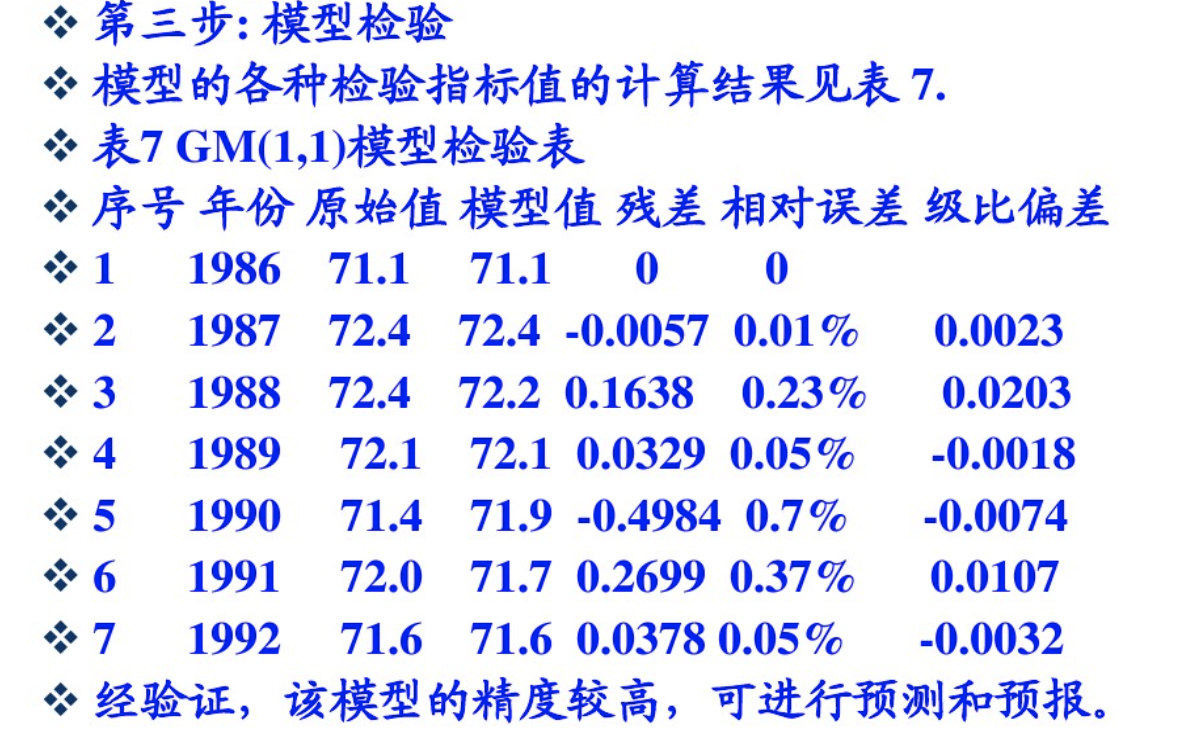 ❖ 第三步: 模型检验
❖ 模型的各种检验指标值的计算结果见表 7.
❖ 表7 GM(1,1)模型检验表
❖ 序号 年份 原始值 模型值 残差 相对误差 级比偏差
❖ 1 1986 71.1 71.1 0 0
❖ 2 1987 72.4 72.4 -0.0057 0.01% 0.0023
❖ 3 1988 72.4 72.2 0.1638 0.23% 0.0203
❖ 4 1989 72.1 72.1 0.0329 0.05% -0.0018
❖ 5 1990 71.4 71.9 -0.4984 0.7% -0.0074
❖ 6 1991 72.0 71.7 0.2699 0.37% 0.0107
❖ 7 1992 71.6 71.6 0.0378 0.05% -0.0032
❖ 经验证，该模型的精度较高，可进行预测和预报。